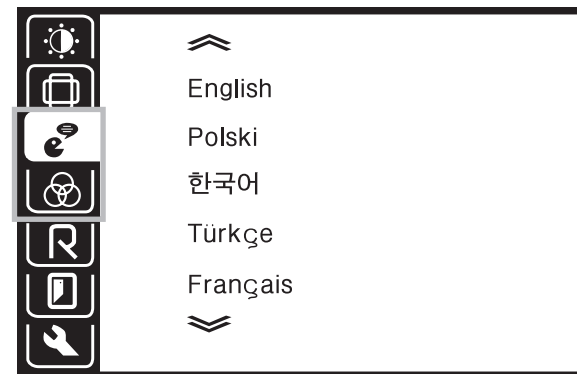 English
Polski
한국어
Türkçe
Français